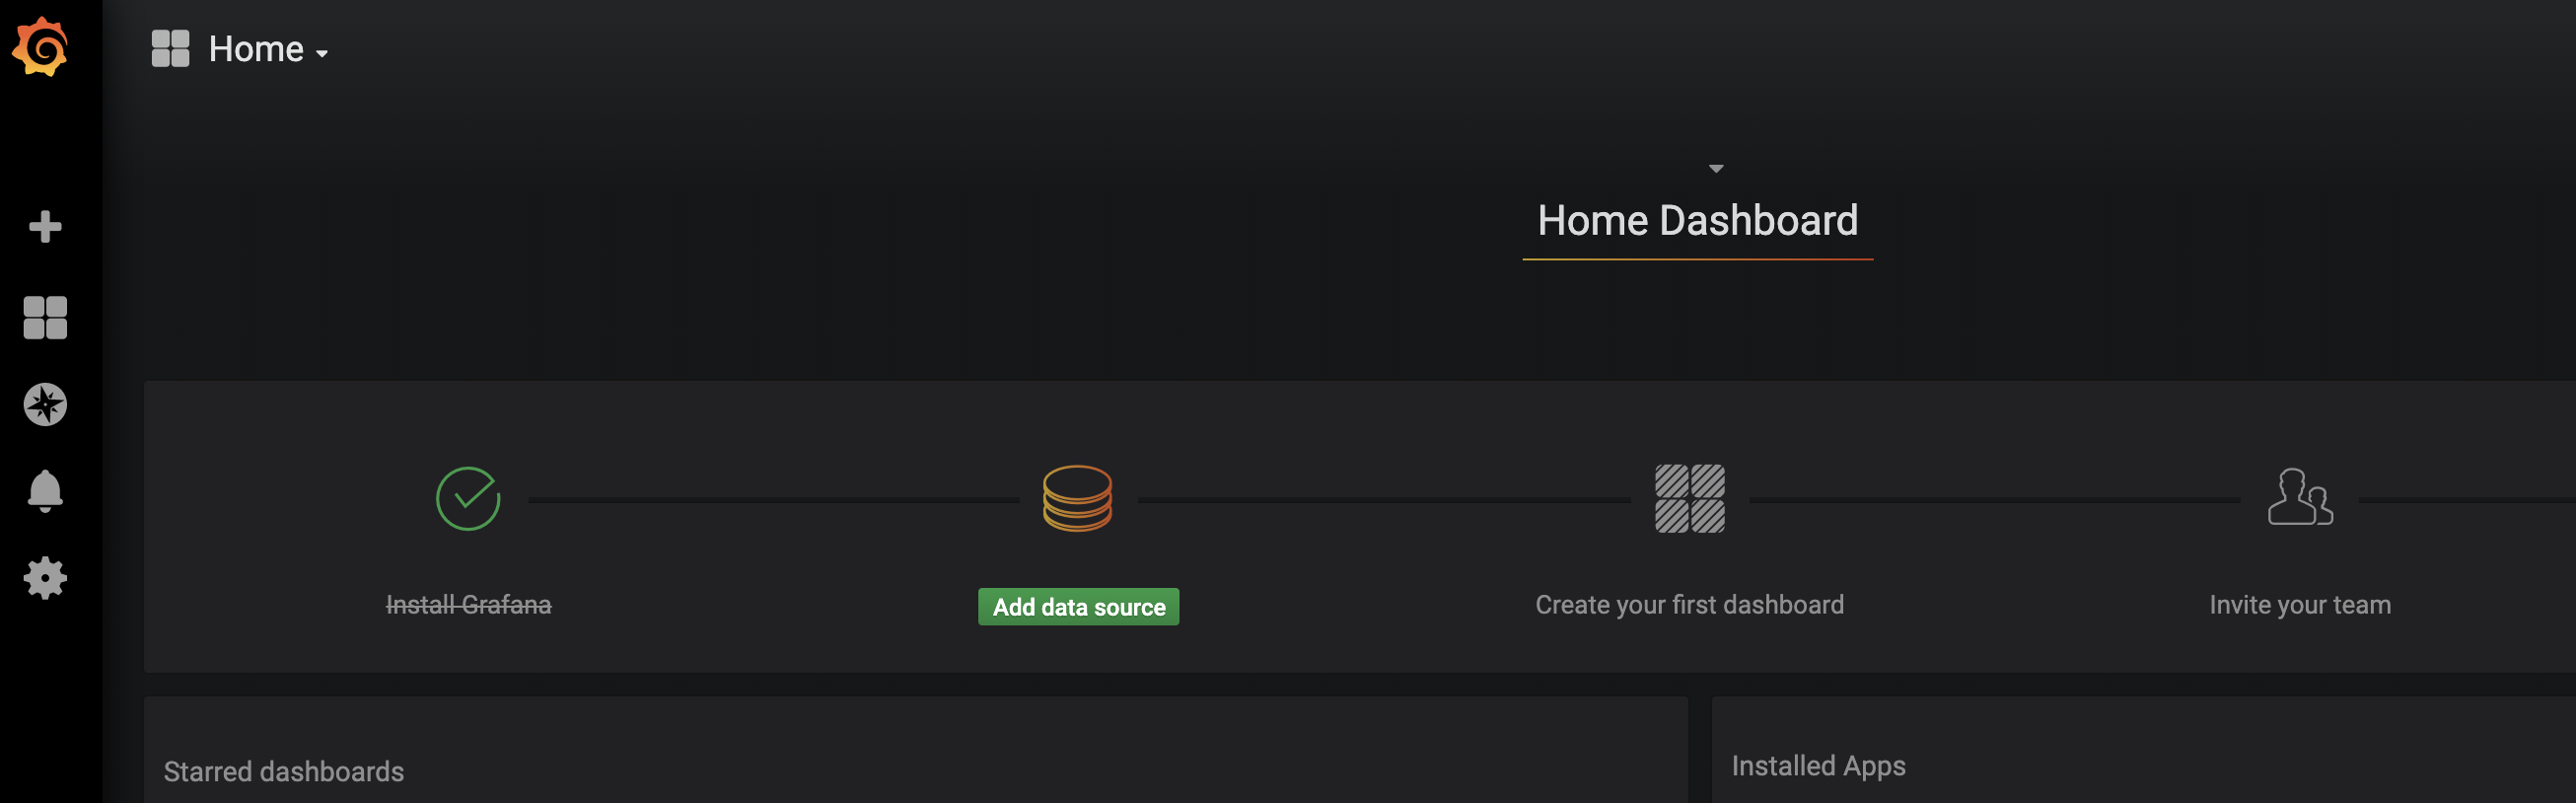 Home
Home Dashboard
Install Grafana
Add data source
Create your first dashboard
Invite your team
Starred dashboards
Installed Apps